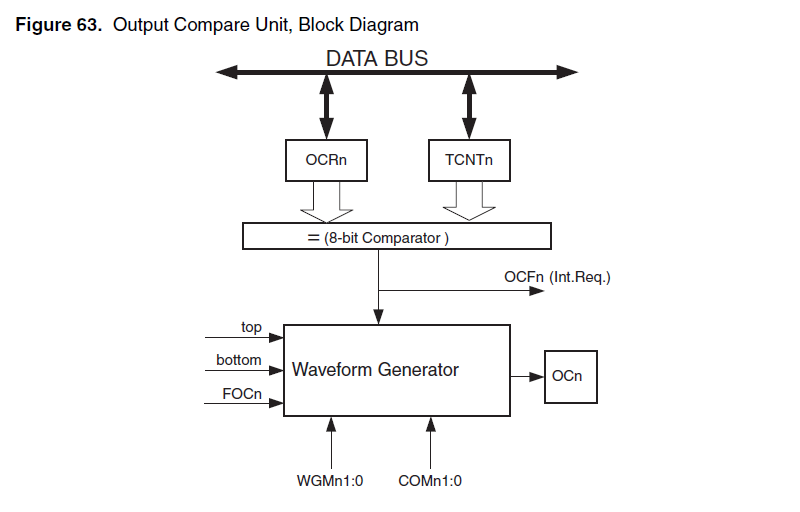 Figure 63. Output Compare Unit, Block Diagram
DATA BUS
OCRn
TCNTn
= (8-bit Comparator )
OCFn (Int.Req.)
top
bottom
FOCn
Waveform Generator
OCn
WGMn1:0
COMn1:0